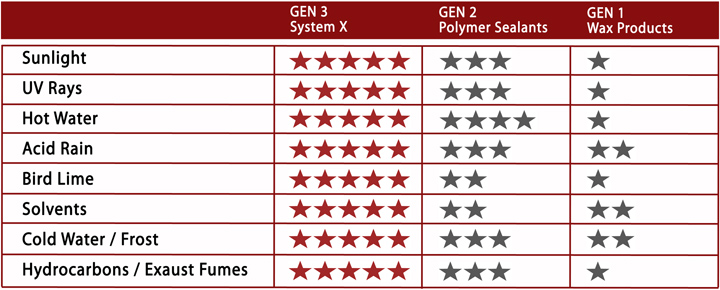 GEN 3
System X
GEN 2
Polymer Sealants
GEN 1
Wax Products
Sunlight
UV Rays
Hot Water
Acid Rain
Bird Lime
Solvents
Cold Water / Frost
Hydrocarbons / Exaust Fumes